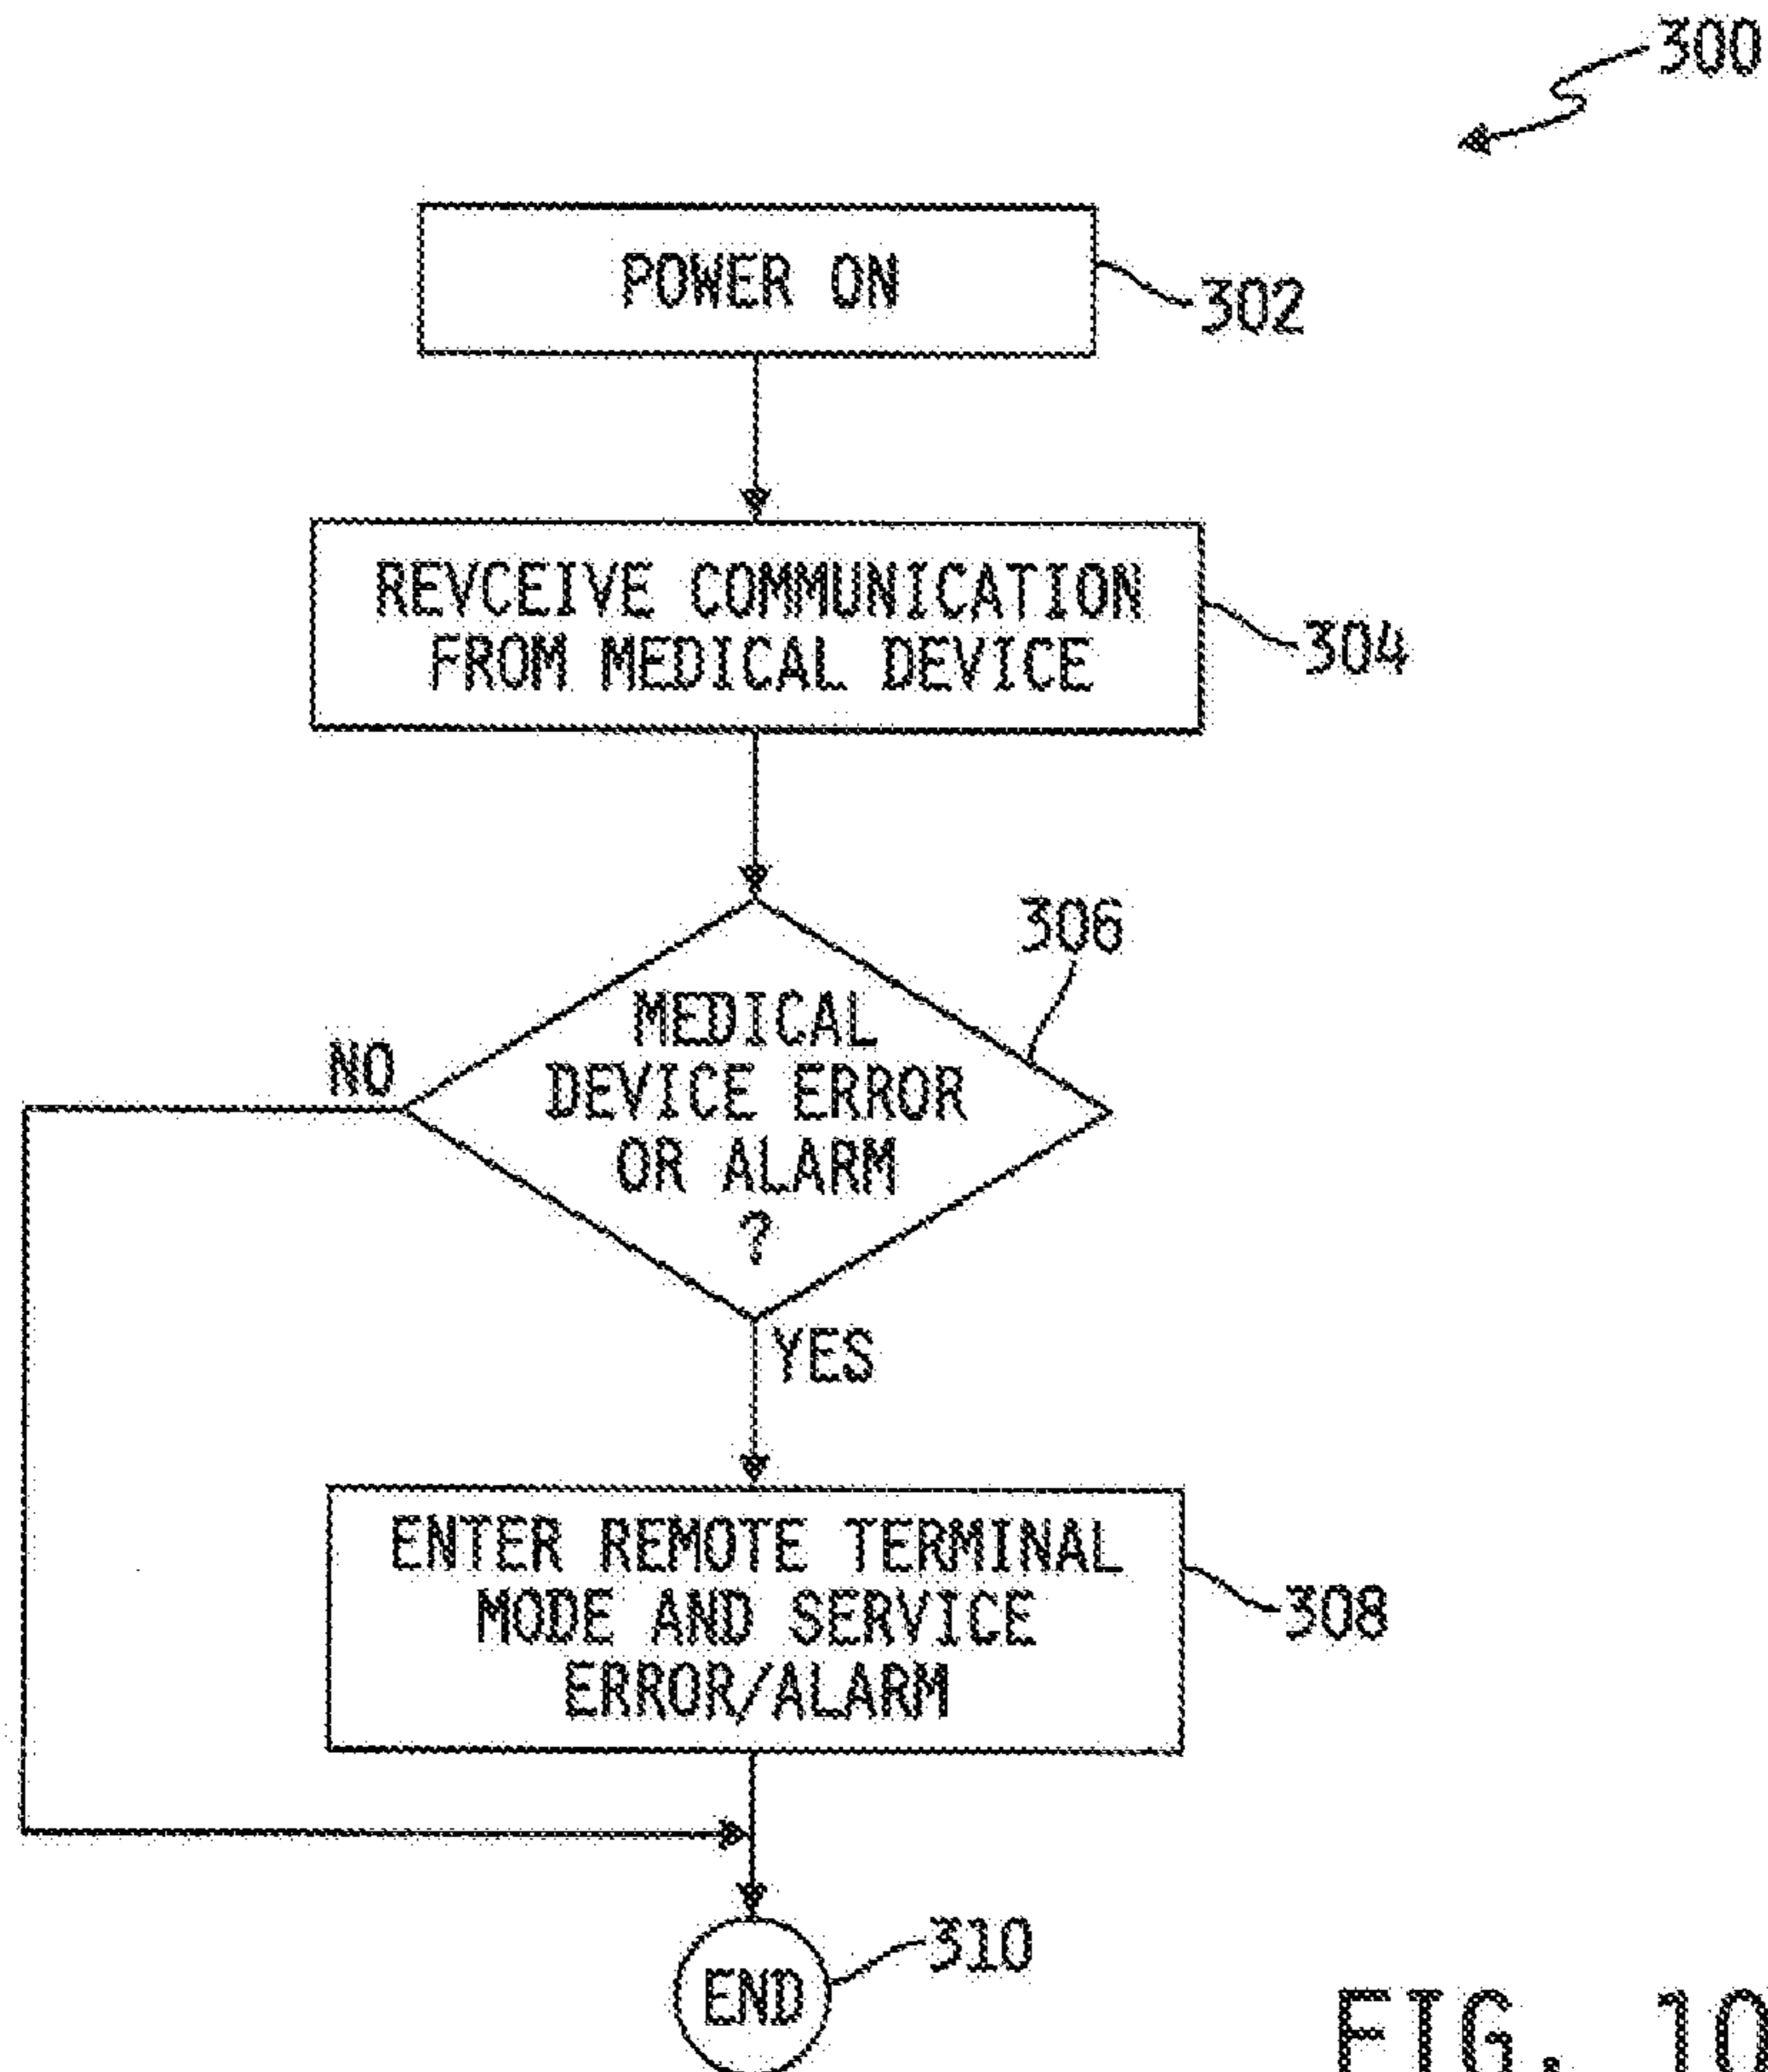 300
POWER ON
302
REVCEIVE COMMUNICATION
FROM MEDICAL DEVICE
304
306
MEDICAL
DEVICE ERROR
OR ALARM
?
NO
YES
ENTER REMOTE TERMINAL
MODE AND SERVICE
ERROR/ALARM
308
END
310
FIG. 10